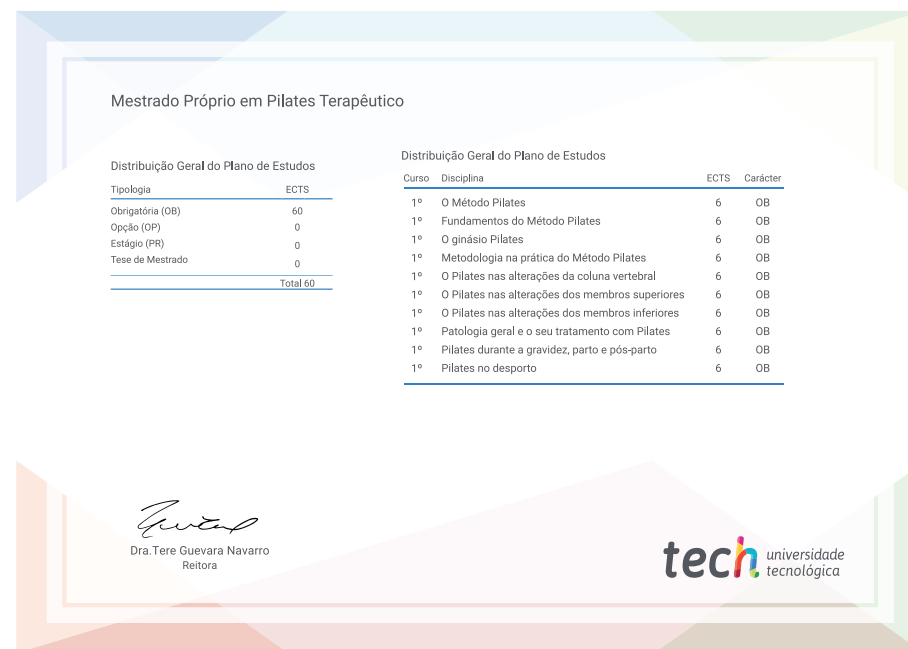 Mestrado Próprio em Pilates Terapêutico
Distribuição Geral do Plano de Estudos
Tipologia ECTS
Obrigatória (OB) 60
Opção (OP) 0
Estágio (PR) 0
Tese de Mestrado 0
Total 60
Distribuição Geral do Plano de Estudos
Curso Disciplina ECTS Carácter
1º O Método Pilates 6 OB
1º Fundamentos do Método Pilates 6 OB
1º O ginásio Pilates 6 OB
1º Metodologia na prática do Método Pilates 6 OB
1º O Pilates nas alterações da coluna vertebral 6 OB
1º O Pilates nas alterações dos membros superiores 6 OB
1º O Pilates nas alterações dos membros inferiores 6 OB
1º Patologia geral e o seu tratamento com Pilates 6 OB
1º Pilates durante a gravidez, parto e pós-parto 6 OB
1º Pilates no desporto 6 OB
Dra.Tere Guevara Navarro
Reitora
tech universidade
tecnológica